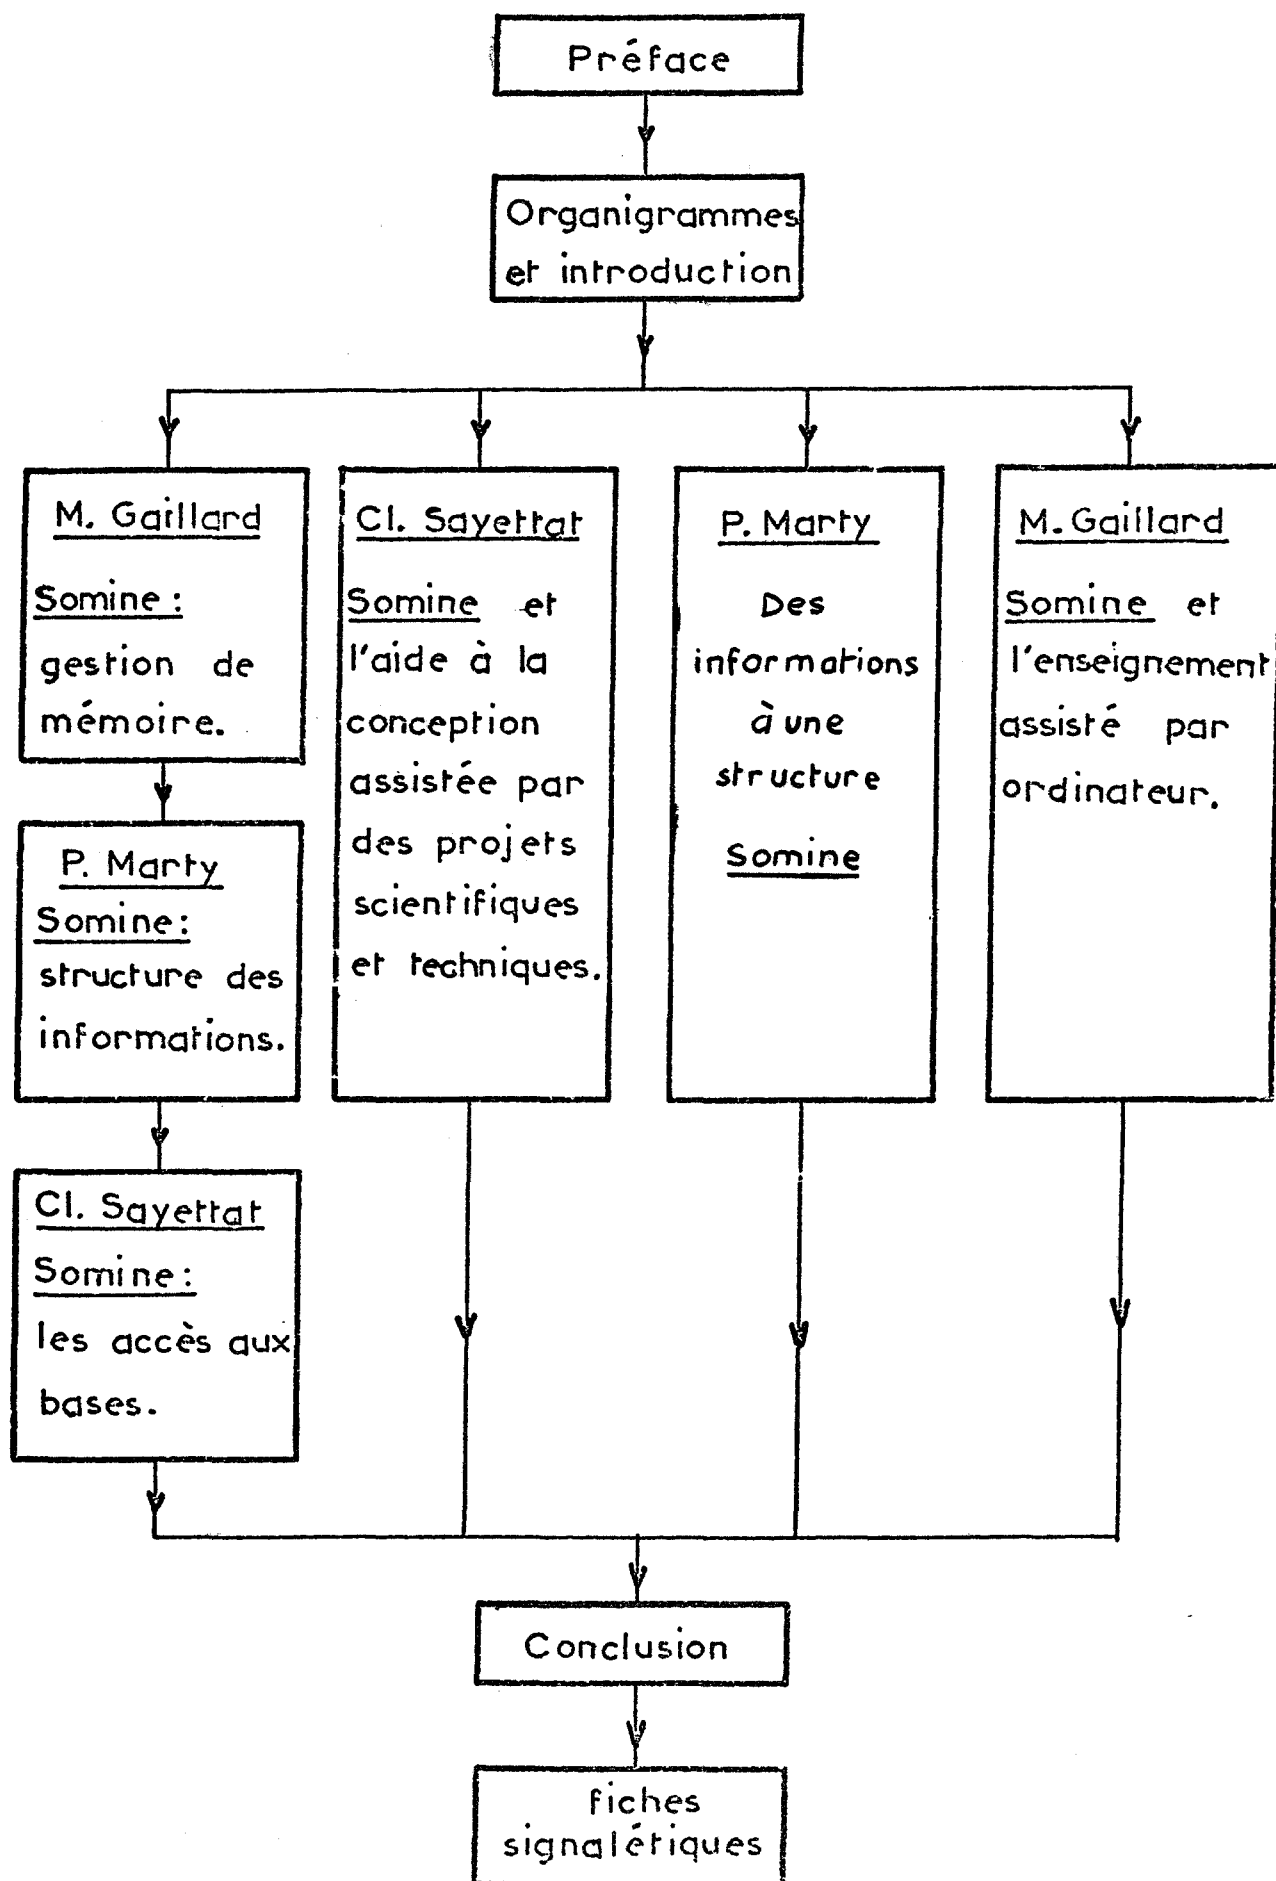 Préface
Organigrammes
et introduction
M. Gaillard
Somine :
gestion de
mémoire.
P. Marty
Somine :
structure des
informations.
Cl. Sayettat
Somine :
les accès aux
bases.
Cl. Sayettat
Somine et
l'aide à la
conception
assistée par
des projets
scientifiques
et techniques.
P. Marty
Des
informations
à une
structure
Somine
M. Gaillard
Somine et
l'enseignement
assisté par
ordinateur.
Conclusion
fiches
signalétiques